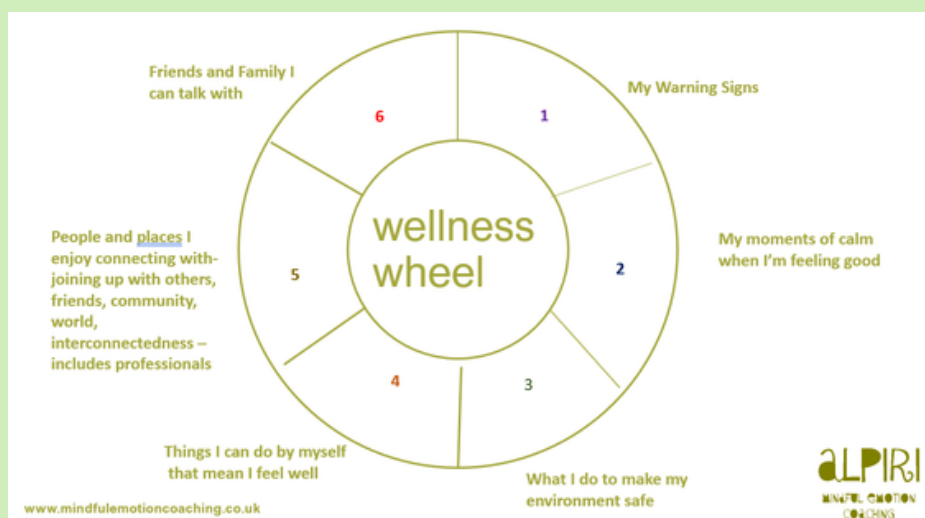 Friends and Family I
can talk with
6
1
My Warning Signs
wellness
wheel
People and places I
enjoy connecting with-
joining up with others,
friends, community,
world,
interconnectedness –
includes professionals
5
2
My moments of calm
when I'm feeling good
4
3
Things I can do by myself
that mean I feel well
What I do to make my
environment safe
www.mindfulemotioncoaching.co.uk
aLPIRI
MINDFUL EMOTION
COACHING